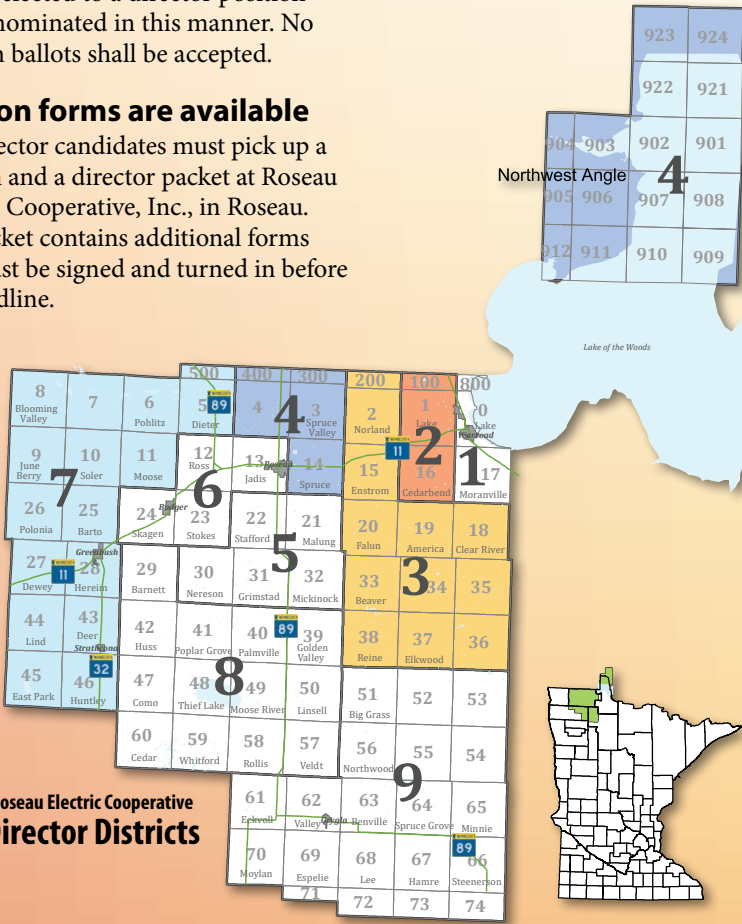 elected to a director position
nominated in this manner. No
ballots shall be accepted.
on forms are available
ector candidates must pick up a
and a director packet at Roseau
Cooperative, Inc., in Roseau.
cket contains additional forms
ust be signed and turned in before
dline.
923 924
922 921
904 903 902 901
Northwest Angle 4
905 906 907 908
912 911 910 909
Lake of the Woods
500 400 300 200 100 800
8 Blooming Valley
7
6 Pohlitz
5 Dieter
89
4
3 Spruce Valley
4
2 Norland
1 Lake
Lake
Warroad
9 June Berry
10 Soler
11 Moose
12 Ross
13 Jadis
Roseau
14 Spruce
15 Enstrom
11
2
16 Cedarbend
1
17 Moranville
7
6
26 Polonia
25 Barto
24 Skagen
Badger
23 Stokes
22 Stafford
21 Malung
20 Falun
19 America
18 Clear River
5
3
27 Dewey
11
Greenbush
28 Hereim
29 Barnett
30 Nereson
31 Grimstad
32 Mickinock
33 Beaver
34
35
44 Lind
43 Deer
Strathcona
42 Huss
41 Poplar Grove
40 Palmville
89
39 Golden Valley
38 Reine
37 Elkwood
36
8
45 East Park
46 Huntley
32
47 Como
48 Thief Lake
49 Moose River
50 Linsell
51 Big Grass
52
53
60 Cedar
59 Whitford
58 Rollis
57 Veldt
56 Northwood
55
54
9
61 Eckvoll
62 Valley
Grygla
63 Benville
64 Spruce Grove
65 Minnie
89
70 Moylan
69 Espelie
68 Lee
67 Hamre
66 Steenerson
71
72
73
74
Roseau Electric Cooperative
Director Districts